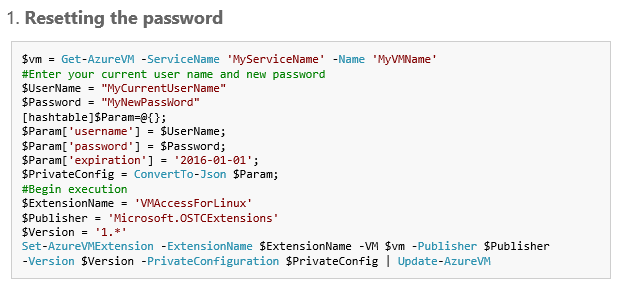 1. Resetting the password
$vm = Get-AzureVM -ServiceName 'MyServiceName' -Name 'MyVMName'
#Enter your current user name and new password
$UserName = "MyCurrentUserName"
$Password = "MyNewPassWord"
[hashtable]$Param=@{};
$Param['username'] = $UserName;
$Param['password'] = $Password;
$Param['expiration'] = '2016-01-01';
$PrivateConfig = ConvertTo-Json $Param;
#Begin execution
$ExtensionName = 'VMAccessForLinux'
$Publisher = 'Microsoft.OSTCExtensions'
$Version = '1.*'
Set-AzureVMExtension -ExtensionName $ExtensionName -VM $vm -Publisher $Publisher
-Version $Version -PrivateConfiguration $PrivateConfig | Update-AzureVM